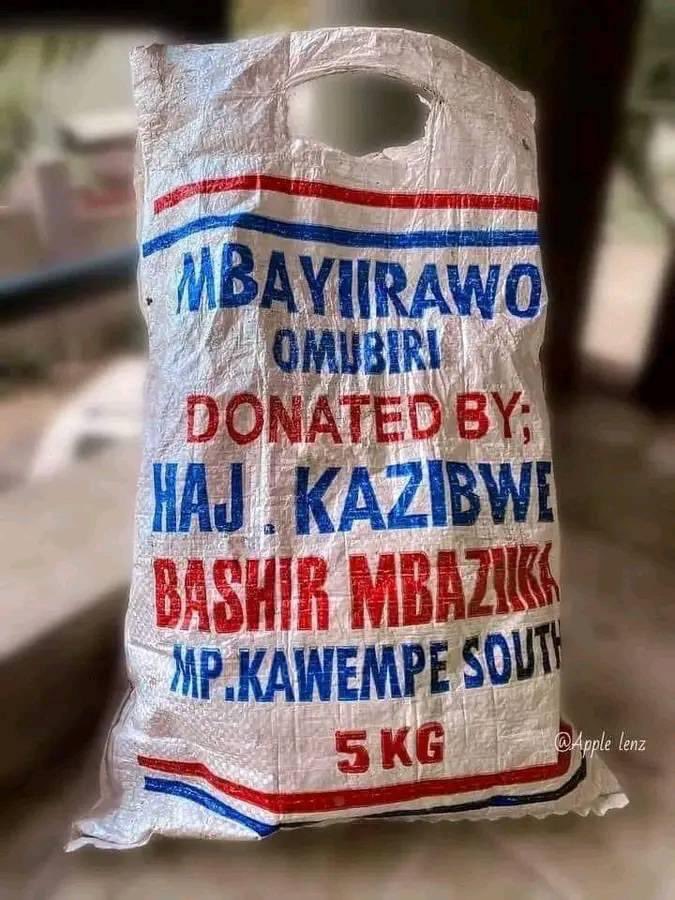 MBAYIIRAWO
OMUBIRI
DONATED BY;
HAJ . KAZIBWE
BASHIR MBAZIIRA
MP.KAWEMPE SOUTH
5 KG
@Apple lenz